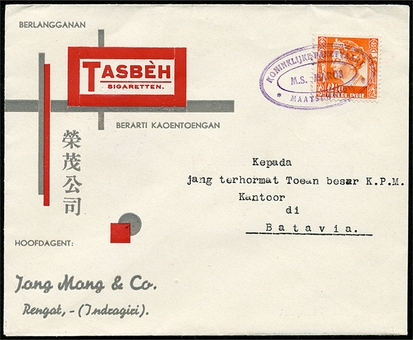 BERLANGGANAN
TASBÈH
SIGARETTEN.
BERARTI KAOENTOENGAN
榮茂公司
HOOFDAGENT:
Jong Mong & Co.
Rengat,-(Indragiri).
KONINKLIJKE
M.S.
MAATS
Kepada
jang terhormat Toean besar K.P.M.
Kantoor
di
Batavia.